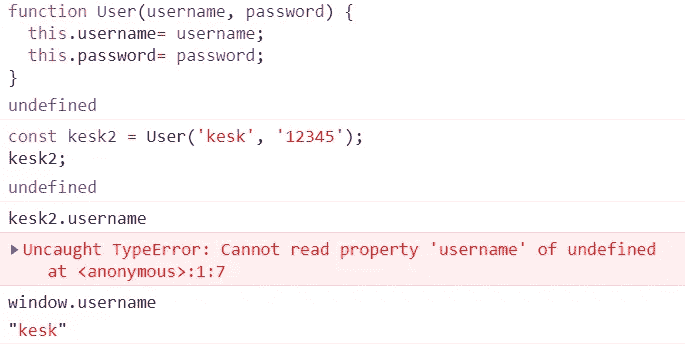 function User(username, password) {
  this.username= username;
  this.password= password;
}
undefined
const kesk2 = User('kesk', '12345');
kesk2;
undefined
kesk2.username
Uncaught TypeError: Cannot read property 'username' of undefined
    at <anonymous>:1:7
window.username
"kesk"